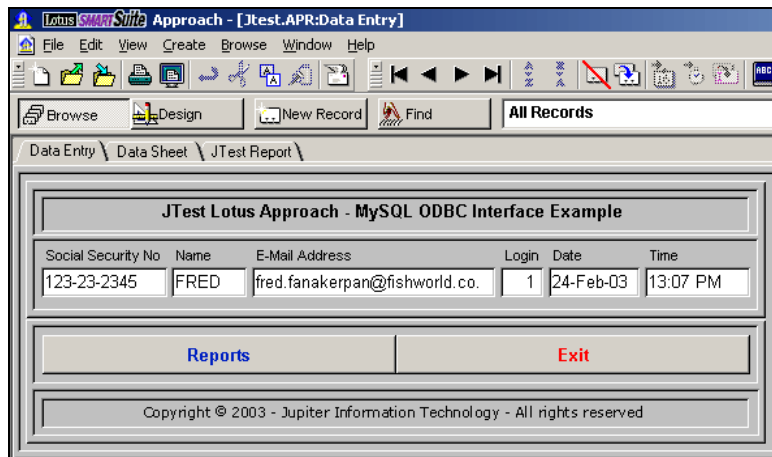 Lotus SMARTSuite Approach - [Jtest.APR:Data Entry]
File Edit View Create Browse Window Help
ABC
Browse Design New Record Find All Records
Data Entry Data Sheet JTest Report
JTest Lotus Approach - MySQL ODBC Interface Example
Social Security No Name E-Mail Address Login Date Time
123-23-2345 FRED fred.fanakerpan@fishworld.co. 1 24-Feb-03 13:07 PM
Reports Exit
Copyright © 2003 - Jupiter Information Technology - All rights reserved